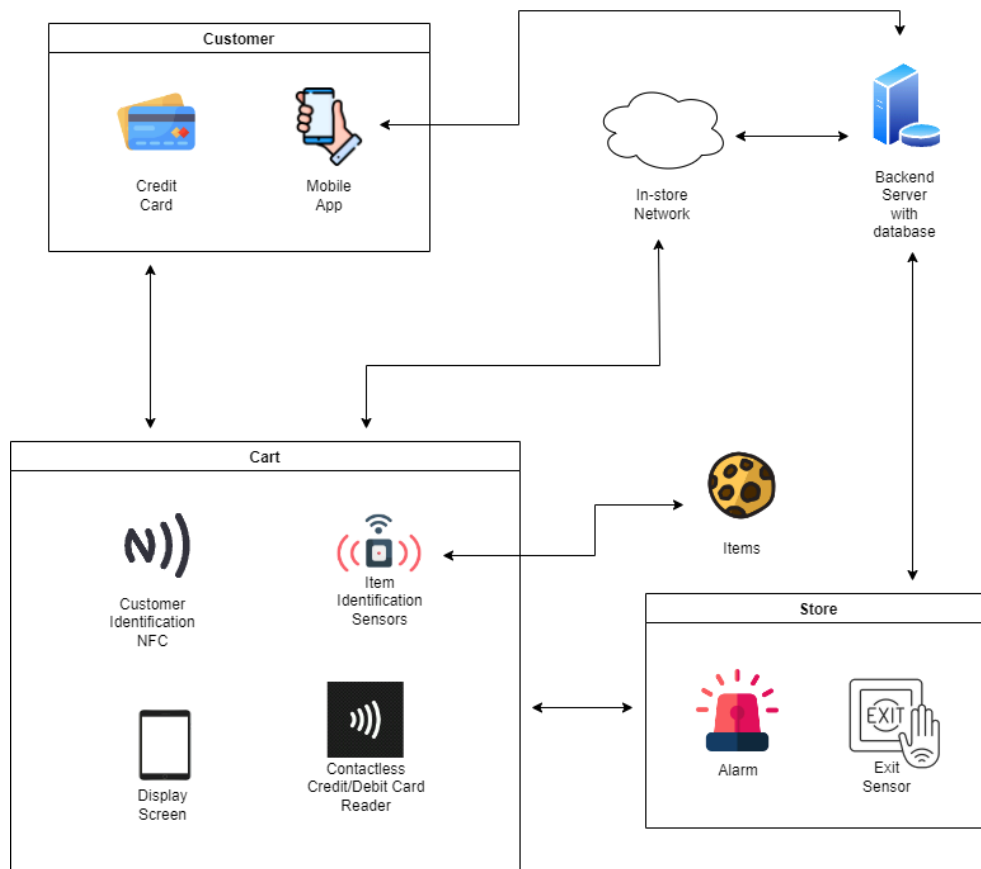 Customer
Credit
Card
Mobile
App
In-store
Network
Backend
Server
with
database
Cart
Customer
Identification
NFC
Item
Identification
Sensors
Display
Screen
Contactless
Credit/Debit Card
Reader
Items
Store
Alarm
EXIT
Exit
Sensor